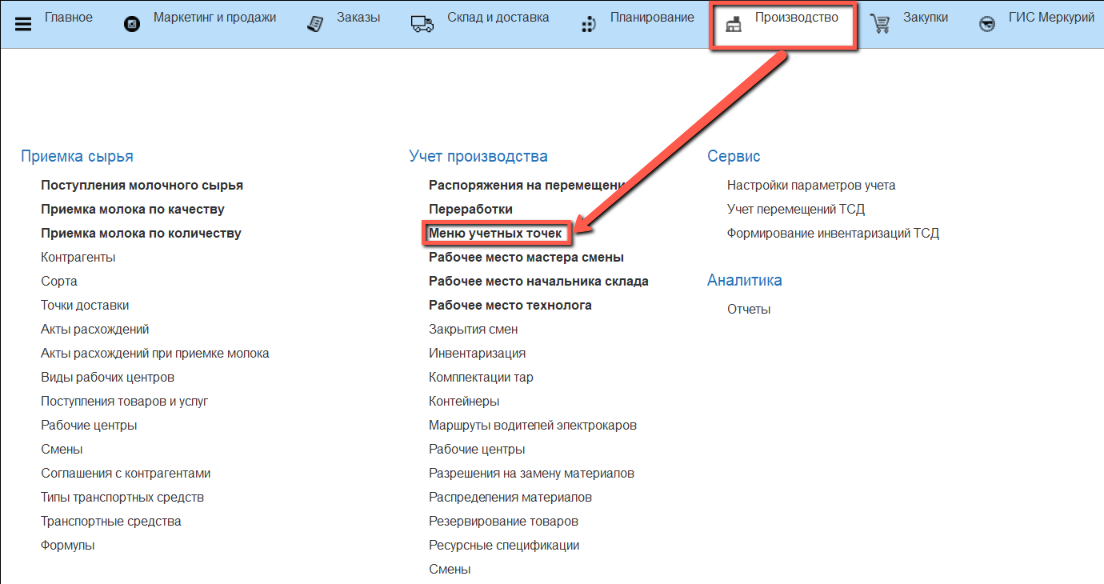 Главное
Маркетинг и продажи
Заказы
Склад и доставка
Планирование
Производство
Закупки
ГИС Меркурий
Приемка сырья
Поступления молочного сырья
Приемка молока по качеству
Приемка молока по количеству
Контрагенты
Сорта
Точки доставки
Акты расхождений
Акты расхождений при приемке молока
Виды рабочих центров
Поступления товаров и услуг
Рабочие центры
Смены
Соглашения с контрагентами
Типы транспортных средств
Транспортные средства
Формулы
Учет производства
Распоряжения на перемещени
Переработки
Меню учетных точек
Рабочее место мастера смены
Рабочее место начальника склада
Рабочее место технолога
Закрытия смен
Инвентаризация
Комплектации тар
Контейнеры
Маршруты водителей электрокаров
Рабочие центры
Разрешения на замену материалов
Распределения материалов
Резервирование товаров
Ресурсные спецификации
Смены
Сервис
Настройки параметров учета
Учет перемещений ТСД
Формирование инвентаризаций ТСД
Аналитика
Отчеты